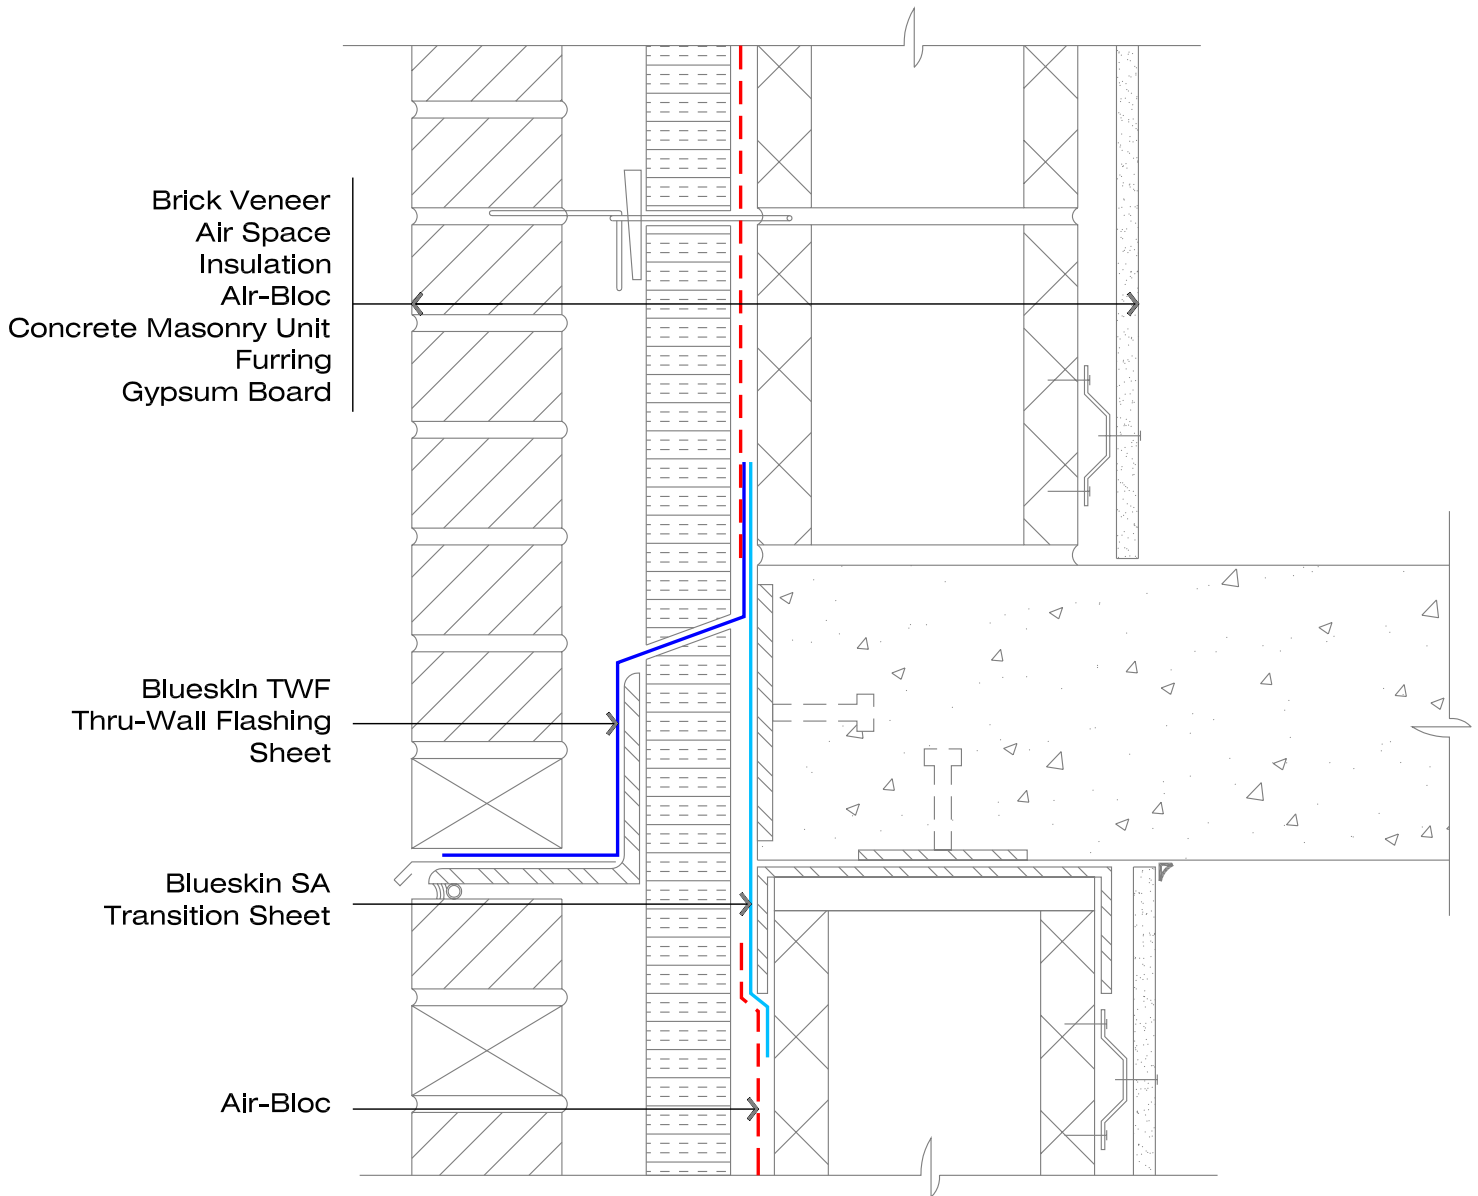 Brick Veneer
Air Space
Insulation
AIr-Bloc
Concrete Masonry Unit
Furring
Gypsum Board
BlueskIn TWF
Thru-Wall Flashing
Sheet
Blueskin SA
Transition Sheet
Air-Bloc